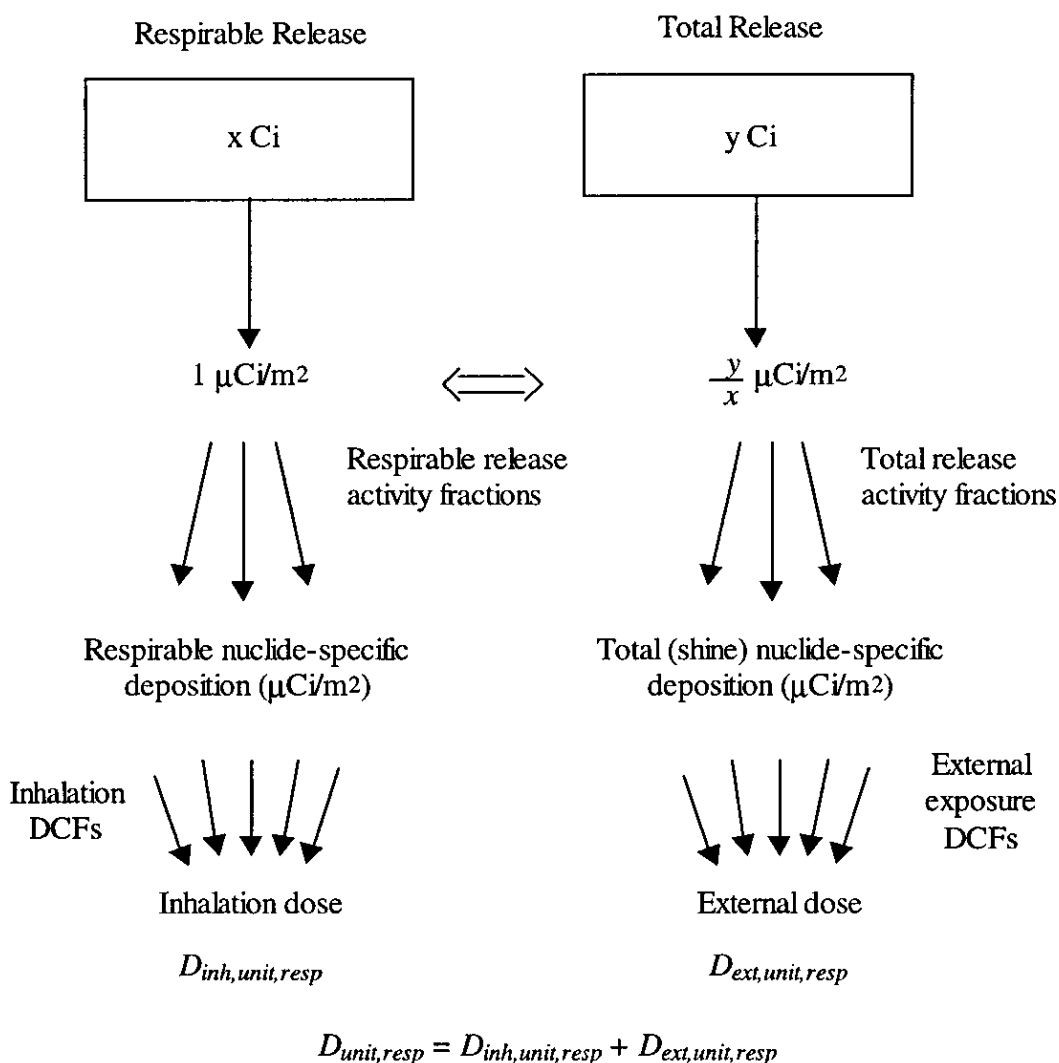 Respirable Release
Total Release
x Ci
y Ci
1 μCi/m²
y/x μCi/m²
Respirable release
activity fractions
Total release
activity fractions
Respirable nuclide-specific
deposition (μCi/m²)
Total (shine) nuclide-specific
deposition (μCi/m²)
Inhalation
DCFs
External
exposure
DCFs
Inhalation dose
External dose
D_inh,unit,resp
D_ext,unit,resp
D_unit,resp = D_inh,unit,resp + D_ext,unit,resp